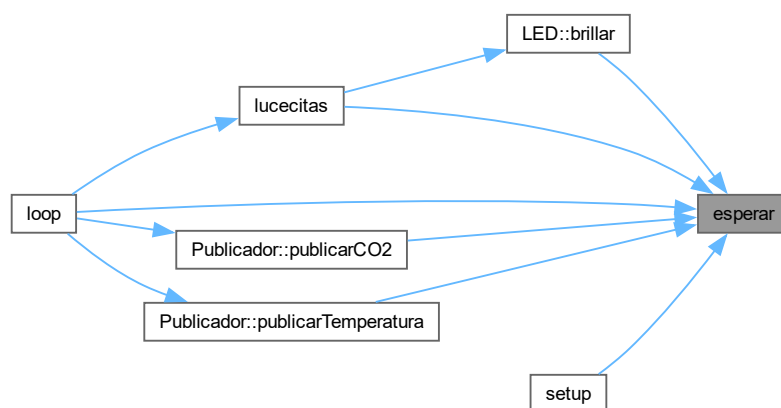 LED::brillar
lucecitas
loop
esperar
Publicador::publicarCO2
Publicador::publicarTemperatura
setup